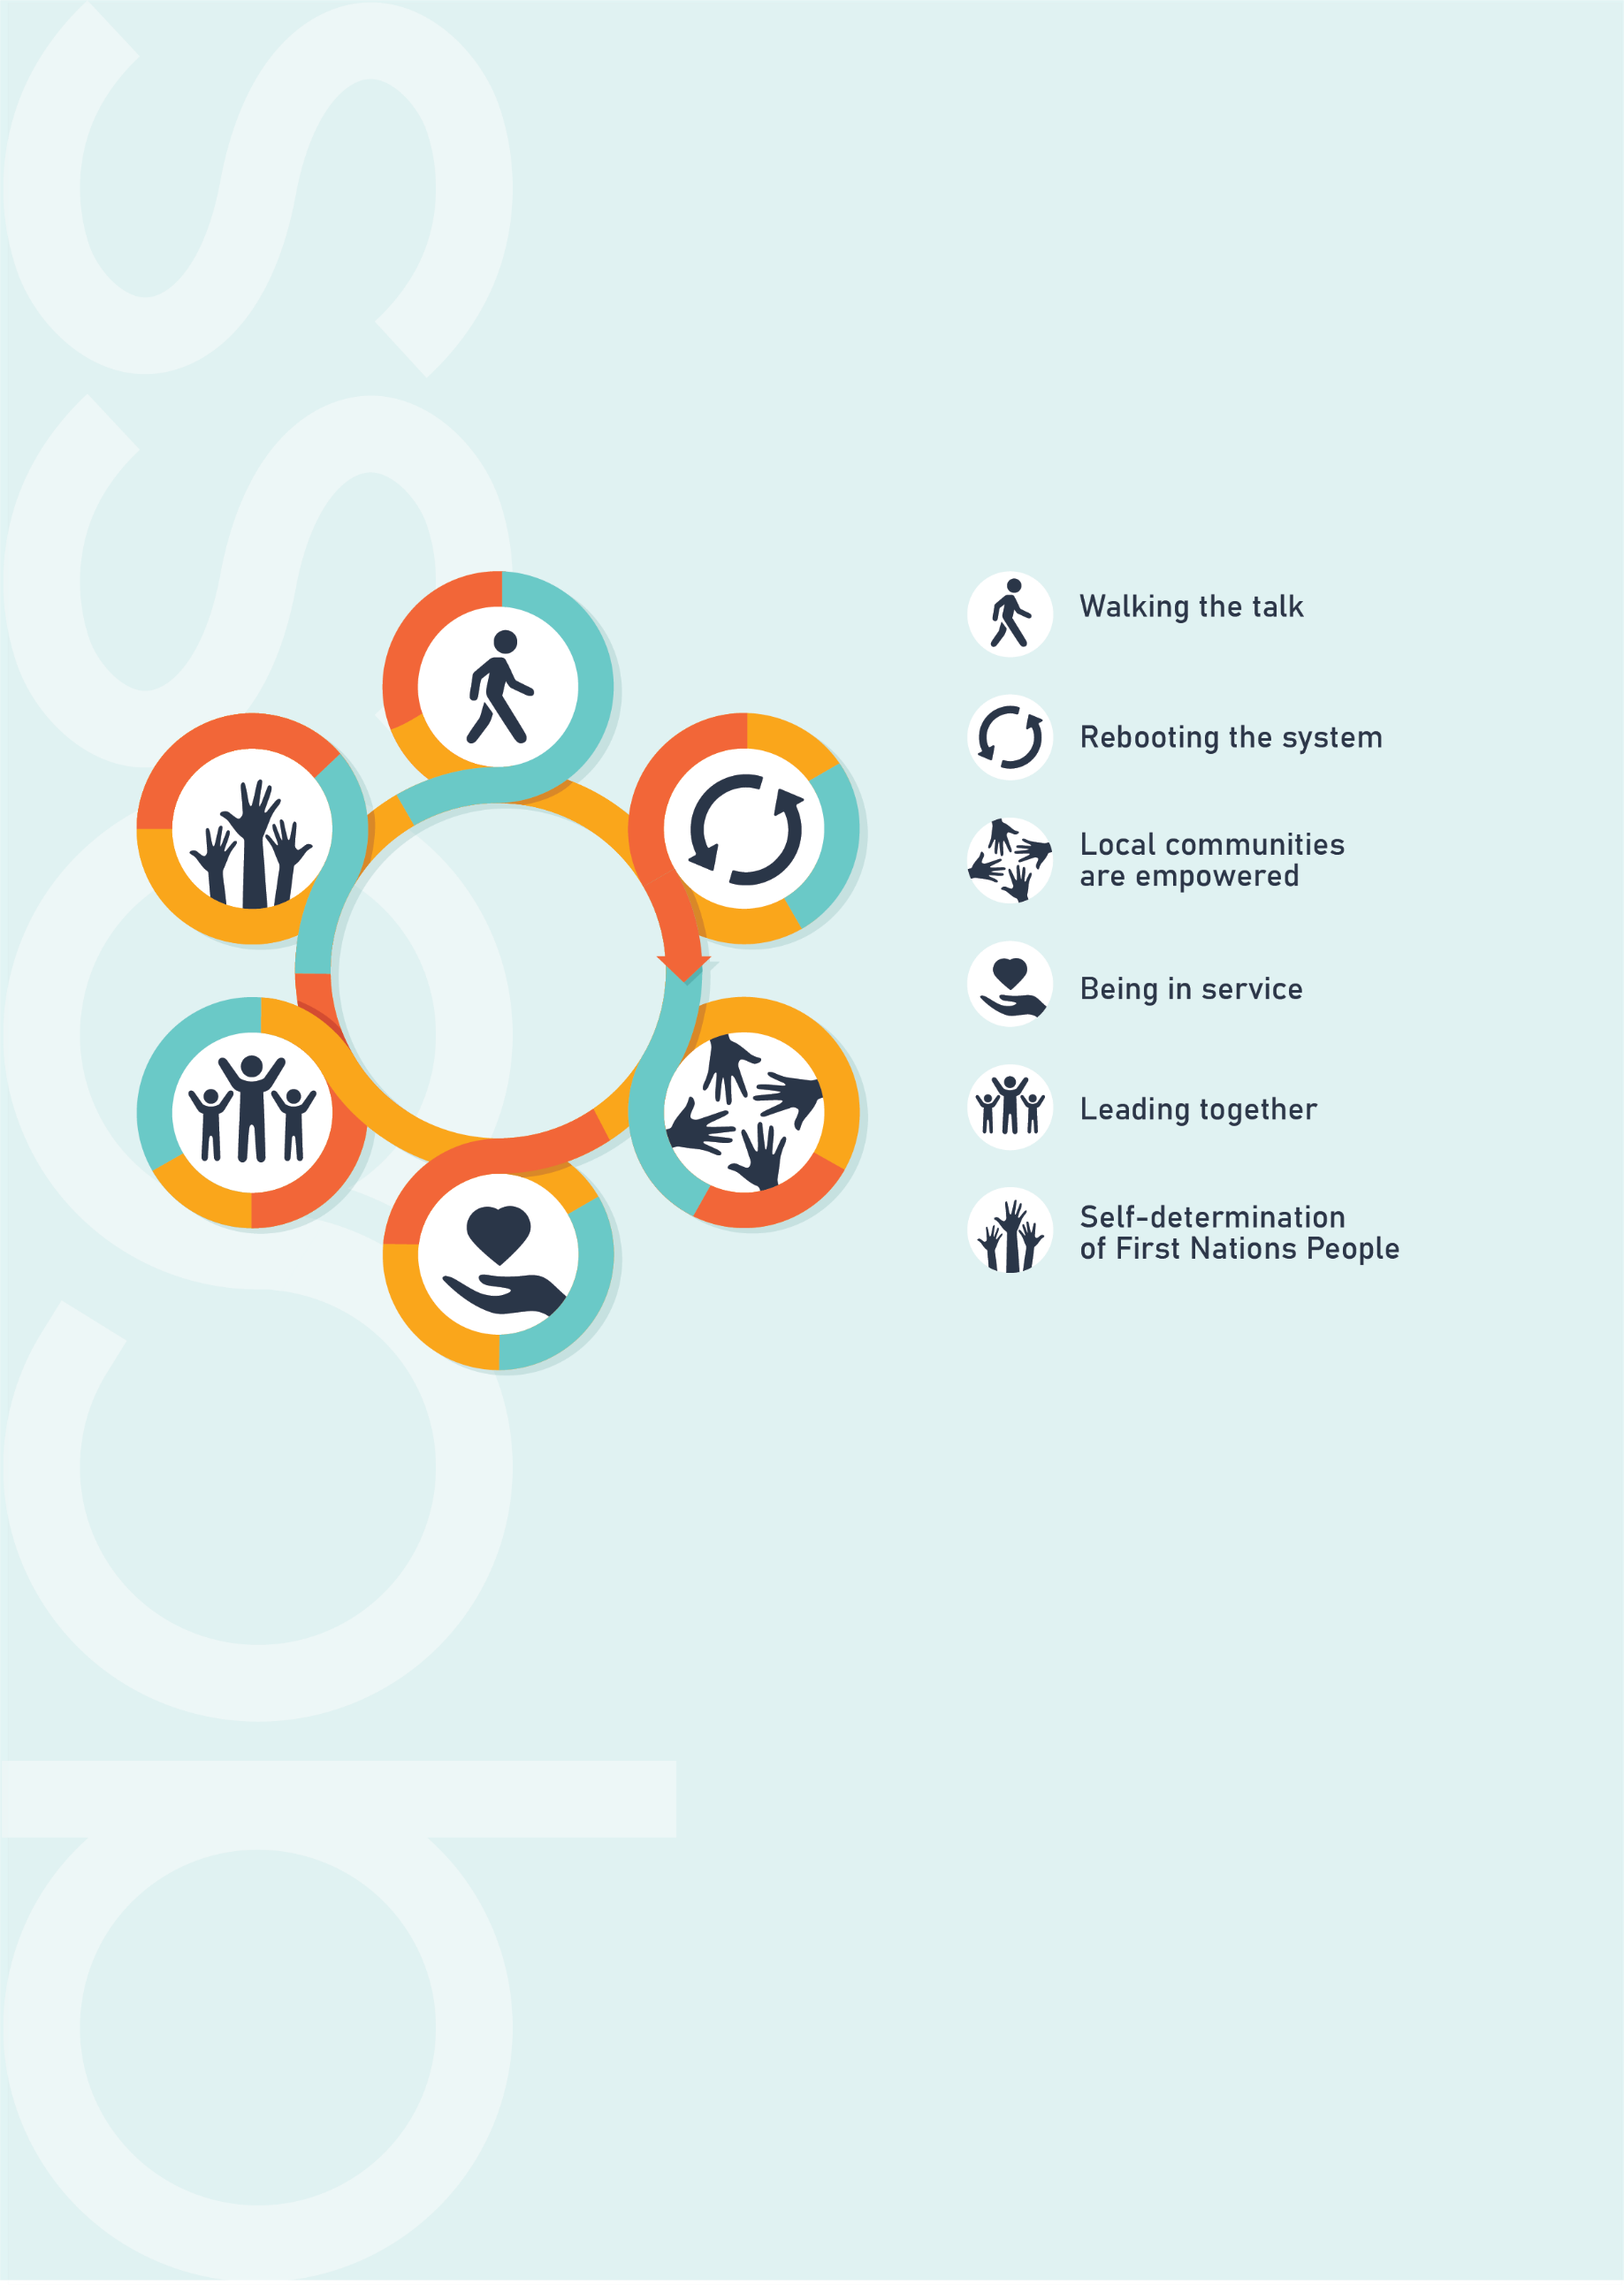 qcoss
Walking the talk
Rebooting the system
Local communities
are empowered
Being in service
Leading together
Self-determination
of First Nations People